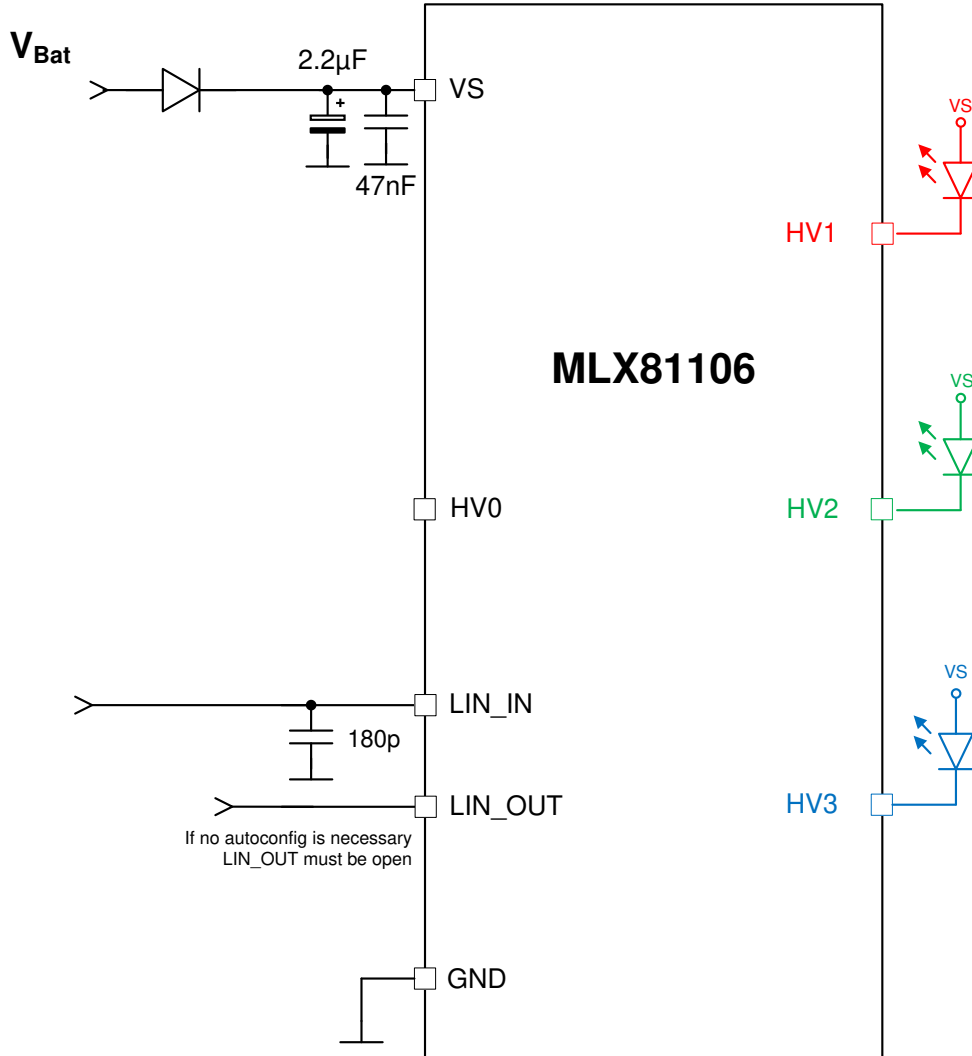 VBat
2.2µF
+
VS
47nF
VS
HV1
MLX81106
VS
HV0
HV2
VS
LIN_IN
180p
LIN_OUT
HV3
If no autoconfig is necessary
LIN_OUT must be open
GND